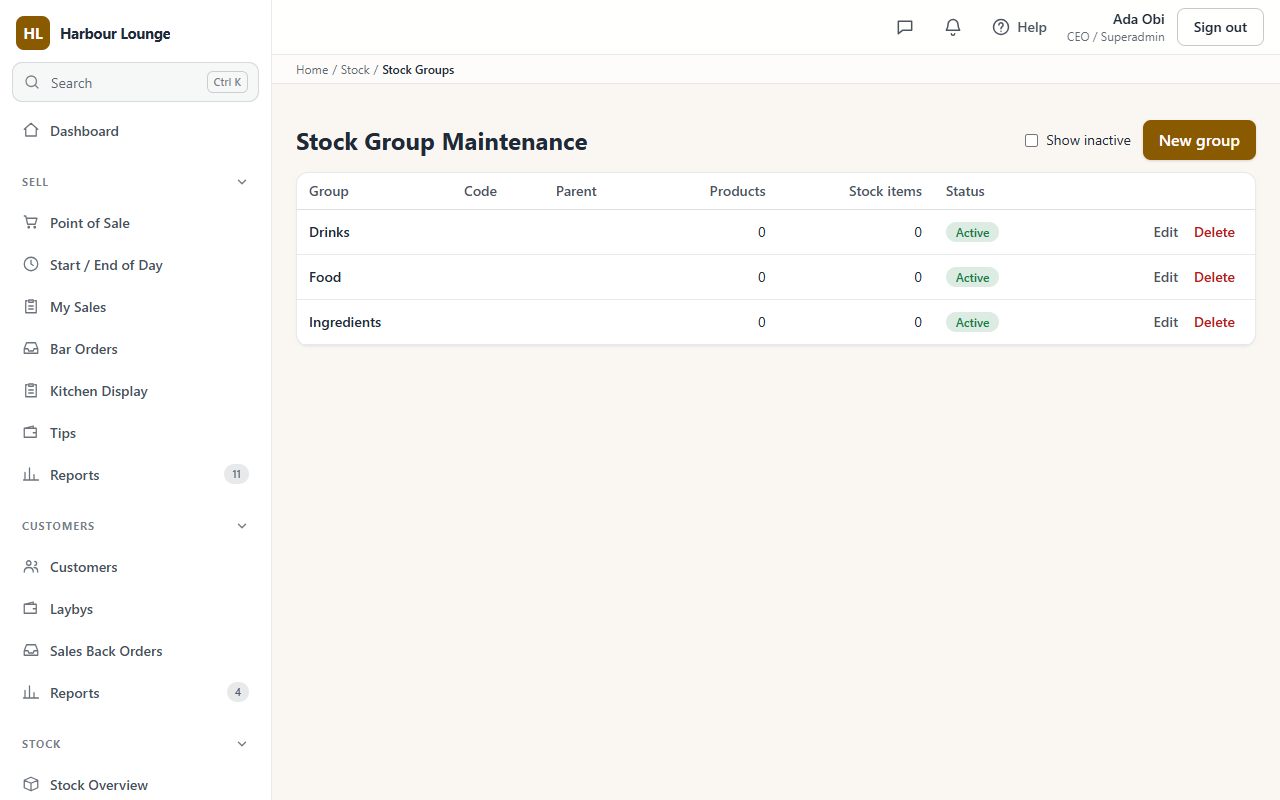 HL Harbour Lounge
Search Ctrl K
Dashboard
SELL
Point of Sale
Start / End of Day
My Sales
Bar Orders
Kitchen Display
Tips
Reports 11
CUSTOMERS
Customers
Laybys
Sales Back Orders
Reports 4
STOCK
Stock Overview
Help
Ada Obi
CEO / Superadmin
Sign out
Home / Stock / Stock Groups
Stock Group Maintenance
Show inactive
New group
Group Code Parent Products Stock items Status
Drinks 0 0 Active Edit Delete
Food 0 0 Active Edit Delete
Ingredients 0 0 Active Edit Delete